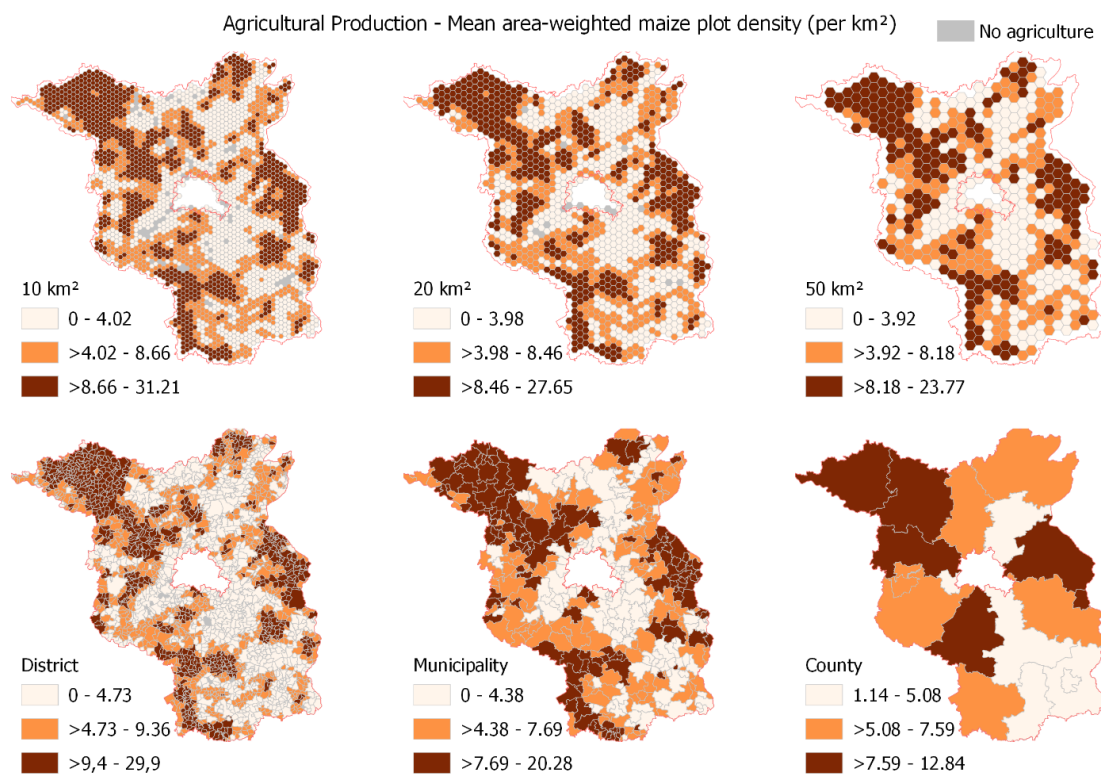 Agricultural Production - Mean area-weighted maize plot density (per km²)
No agriculture
10 km²
0 - 4.02
>4.02 - 8.66
>8.66 - 31.21
20 km²
0 - 3.98
>3.98 - 8.46
>8.46 - 27.65
50 km²
0 - 3.92
>3.92 - 8.18
>8.18 - 23.77
District
0 - 4.73
>4.73 - 9.36
>9,4 - 29,9
Municipality
0 - 4.38
>4.38 - 7.69
>7.69 - 20.28
County
1.14 - 5.08
>5.08 - 7.59
>7.59 - 12.84